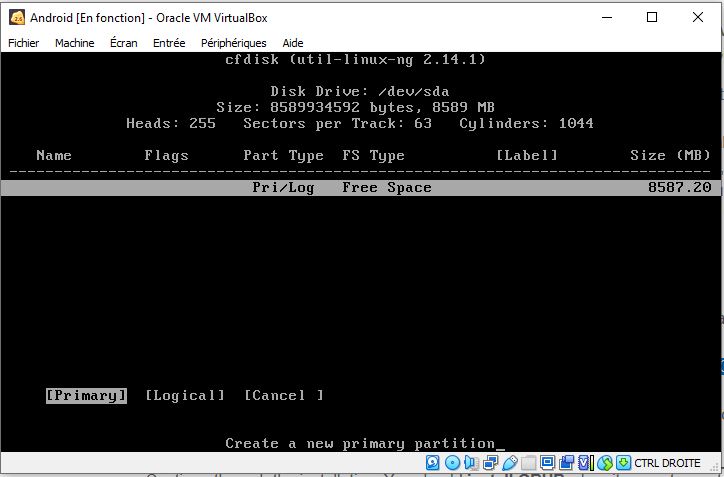 Android [En fonction] - Oracle VM VirtualBox
Fichier Machine Écran Entrée Périphériques Aide
cfdisk (util-linux-ng 2.14.1)
Disk Drive: /dev/sda
Size: 8589934592 bytes, 8589 MB
Heads: 255 Sectors per Track: 63 Cylinders: 1044
Name Flags Part Type FS Type [Label] Size (MB)
Pri/Log Free Space 8587.20
[Primary] [Logical] [Cancel ]
Create a new primary partition_
CTRL DROITE